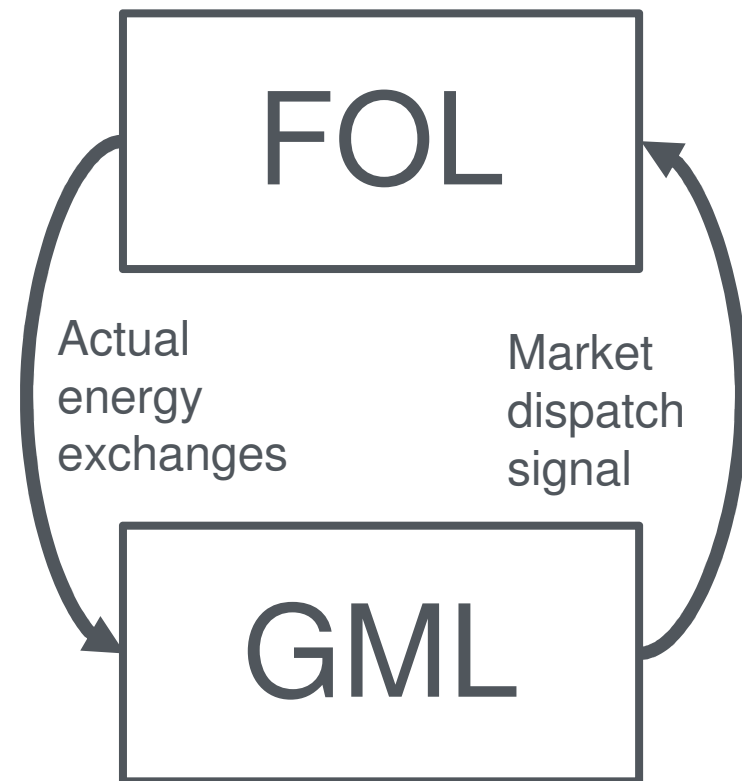 FOL
Actual
energy
exchanges
Market
dispatch
signal
GML